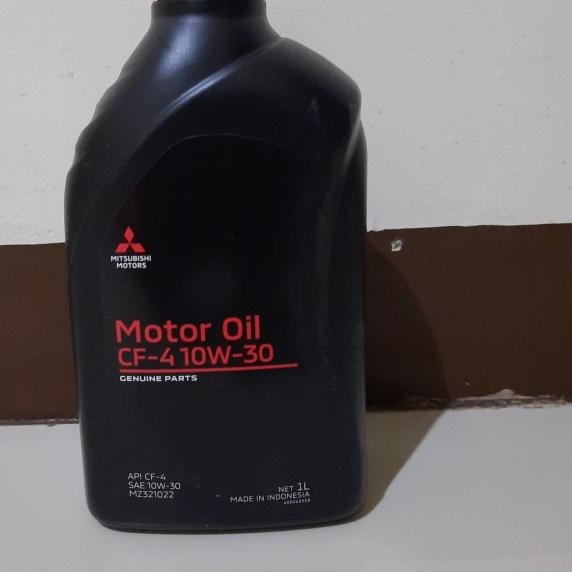 MITSUBISHI
MOTORS
Motor Oil
CF-4 10W-30
GENUINE PARTS
API CF-4
SAE 10W-30
MZ321022
NET 1L
MADE IN INDONESIA